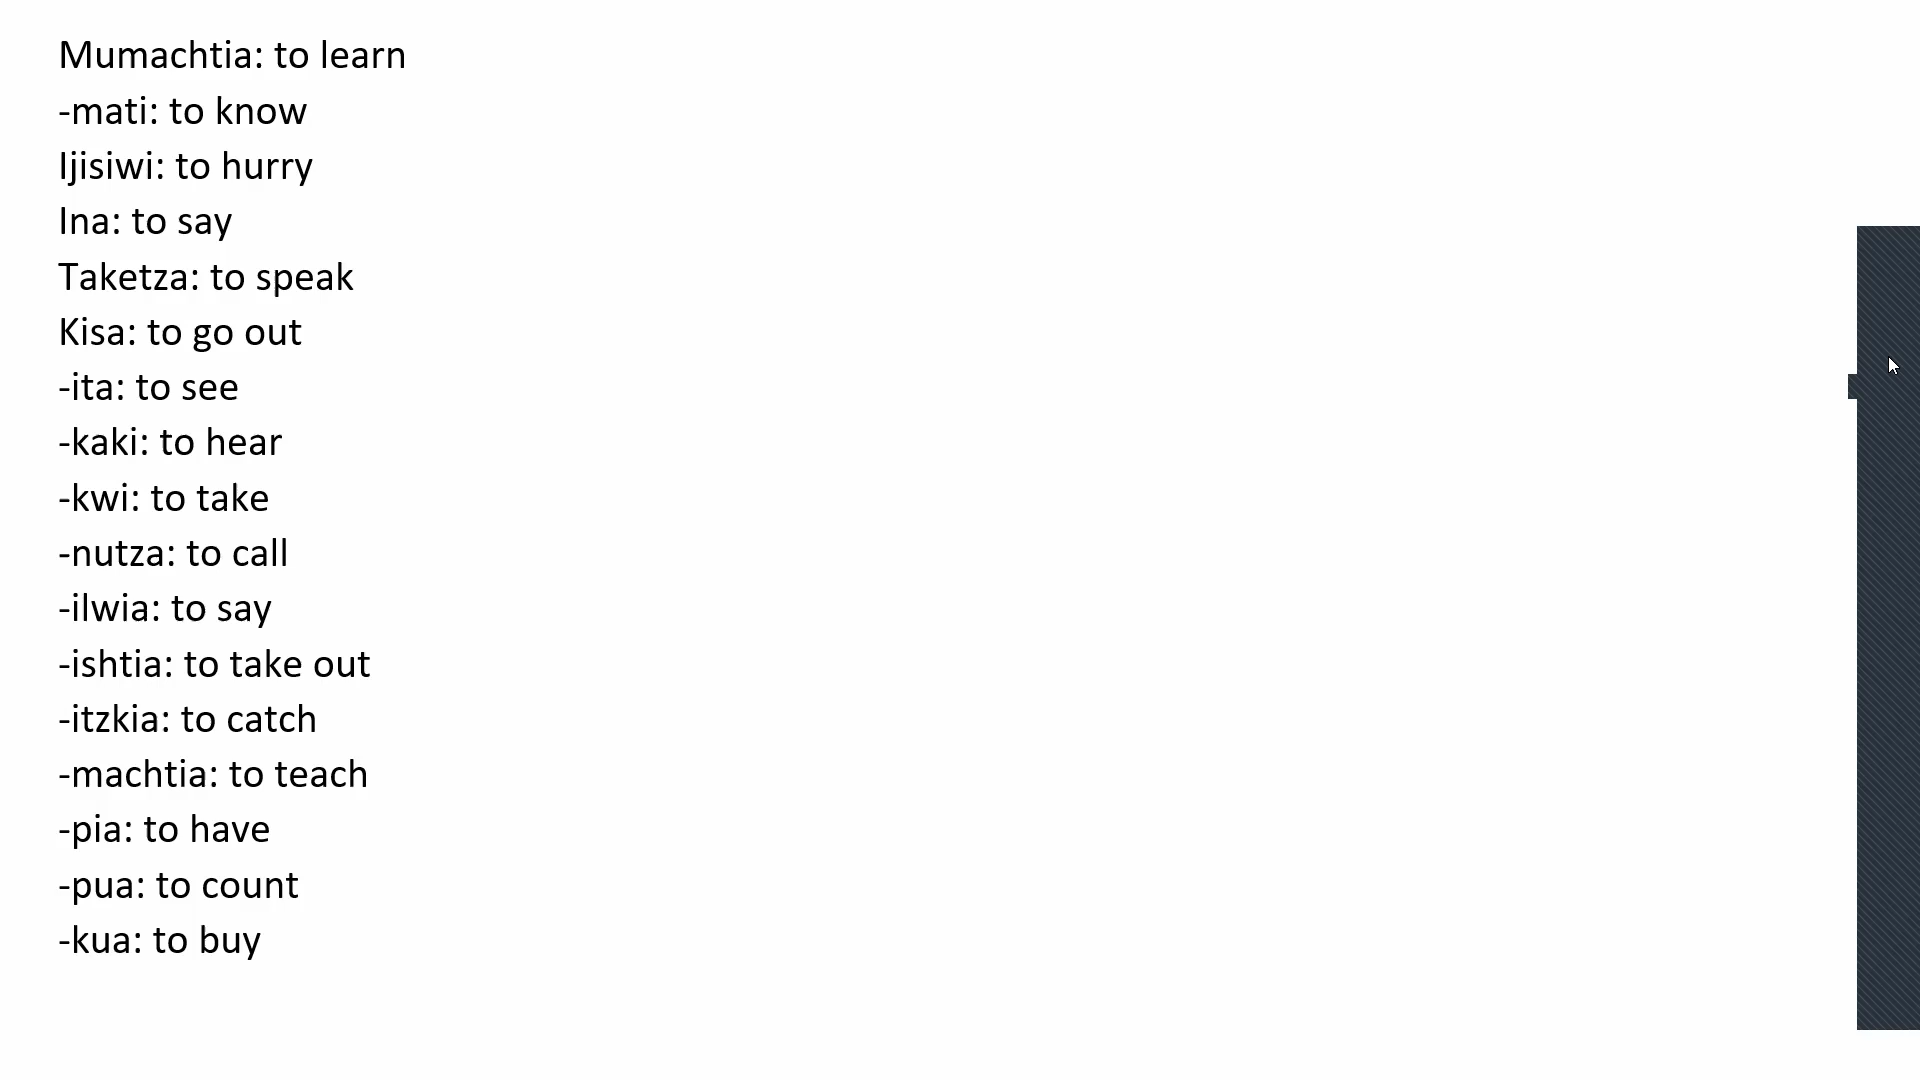 Mumachtia: to learn
-mati: to know
Ijisiwi: to hurry
Ina: to say
Taketza: to speak
Kisa: to go out
-ita: to see
-kaki: to hear
-kwi: to take
-nutza: to call
-ilwia: to say
-ishtia: to take out
-itzkia: to catch
-machtia: to teach
-pia: to have
-pua: to count
-kua: to buy